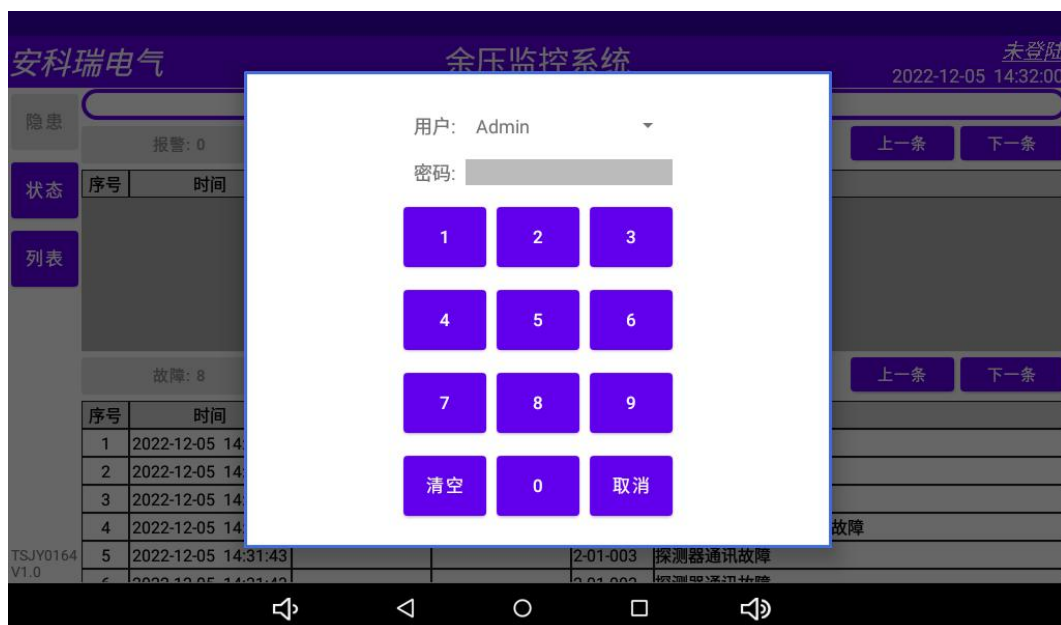 安科瑞电气
余压监控系统
未登陆
2022-12-05 14:32:00
隐患
状态
列表
报警: 0
上一条
下一条
序号 时间
用户: Admin
密码:
1 2 3
4 5 6
7 8 9
清空 0 取消
故障: 8
上一条
下一条
序号 时间
1 2022-12-05 14:
2 2022-12-05 14:
3 2022-12-05 14:
4 2022-12-05 14: 故障
5 2022-12-05 14:31:43 2-01-003 探测器通讯故障
TSJY0164
V1.0